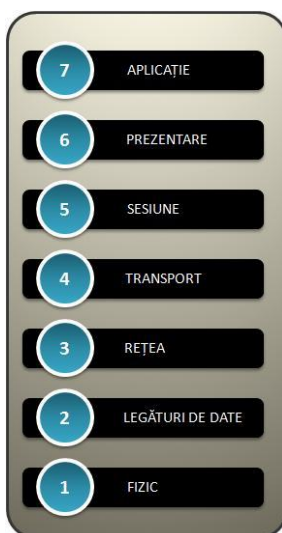 7 APLICAȚIE
6 PREZENTARE
5 SESIUNE
4 TRANSPORT
3 REȚEA
2 LEGĂTURI DE DATE
1 FIZIC